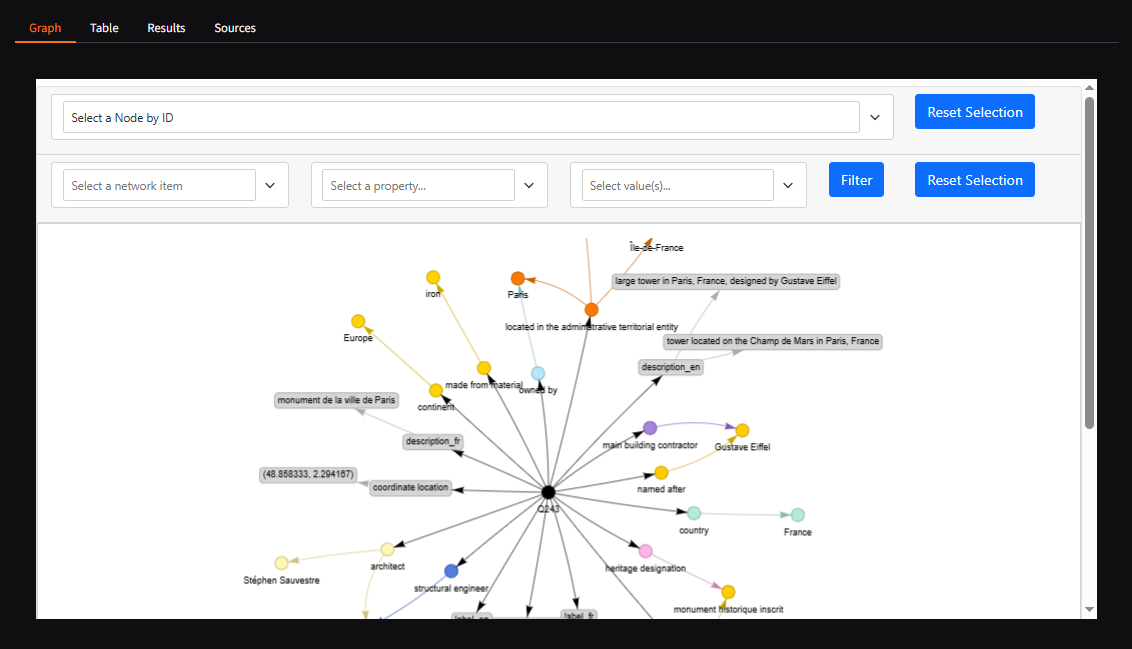 Graph
Table
Results
Sources
Select a Node by ID
Reset Selection
Select a network item
Select a property...
Select value(s)...
Filter
Reset Selection
Île-de-France
iron
Paris
large tower in Paris, France, designed by Gustave Eiffel
Europe
located in the administrative territorial entity
tower located on the Champ de Mars in Paris, France
description_en
made from material
owned by
monument de la ville de Paris
continent
description_fr
main building contractor
Gustave Eiffel
(48.858333, 2.294167)
coordinate location
named after
Q243
country
France
architect
heritage designation
Stéphen Sauvestre
structural engineer
monument historique inscrit
label_en
label_fr